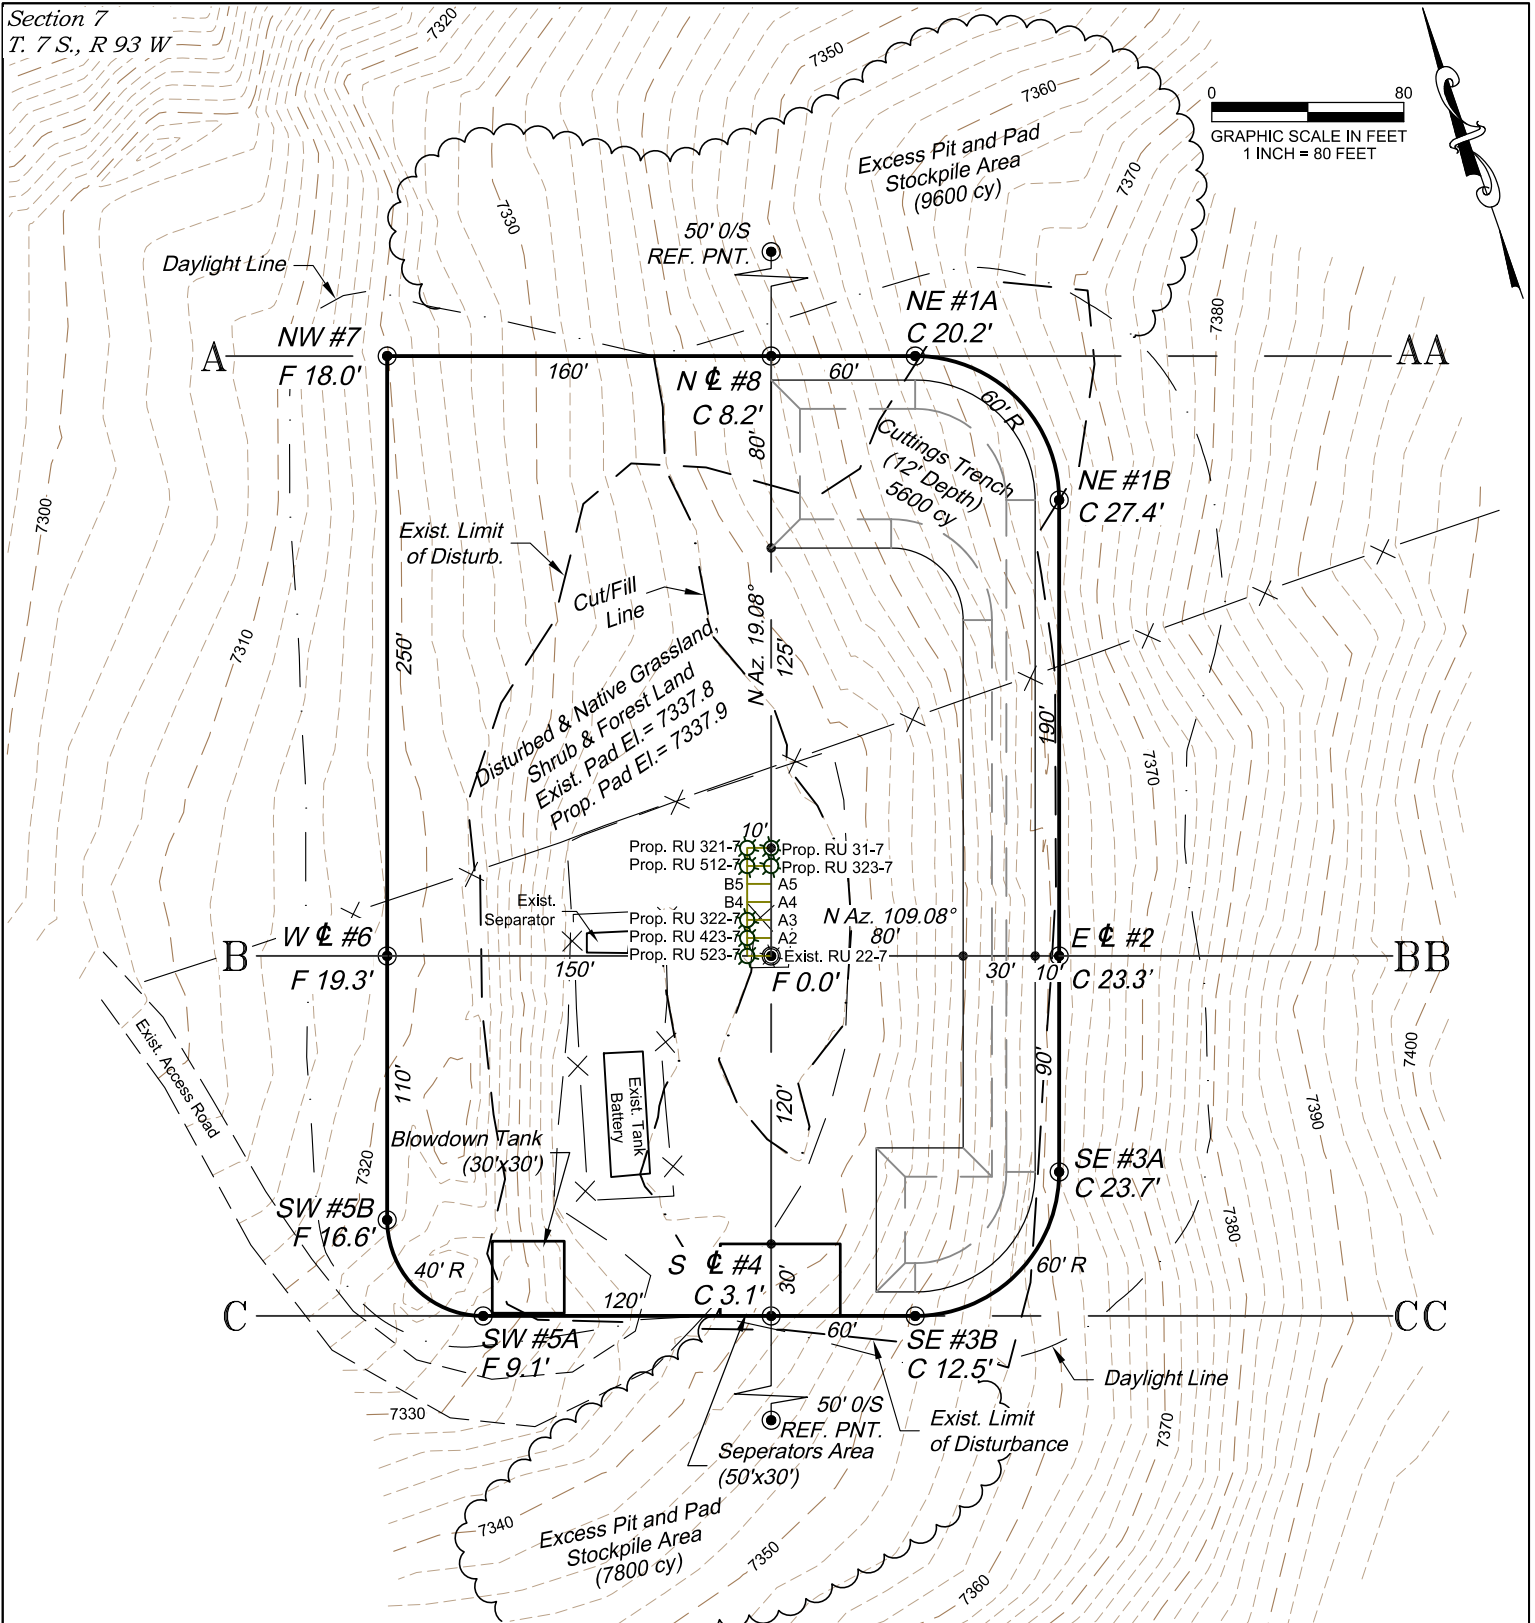 Section 7
T. 7 S., R 93 W
7320
7350
7360
0
80
GRAPHIC SCALE IN FEET
1 INCH = 80 FEET
Excess Pit and Pad
Stockpile Area
(9600 cy)
7370
7330
50' 0/S
REF. PNT.
Daylight Line
NE #1A
C 20.2'
7380
NW #7
F 18.0'
A
AA
160'
N ℄ #8
C 8.2'
60'
60' R
80'
Cuttings Trench
(12' Depth)
5600 cy
NE #1B
C 27.4'
7300
Exist. Limit
of Disturb.
Cut/Fill
Line
N Az. 19.08°
125'
7310
250'
Disturbed & Native Grassland,
Shrub & Forest Land
Exist. Pad El.= 7337.8
Prop. Pad El.= 7337.9
190'
7370
10'
Prop. RU 321-7
Prop. RU 31-7
Prop. RU 512-7
Prop. RU 323-7
B5
A5
B4
A4
Exist.
Separator
Prop. RU 322-7
A3
N Az. 109.08°
Prop. RU 423-7
A2
80'
Prop. RU 523-7
Exist. RU 22-7
W ℄ #6
F 19.3'
B
BB
150'
F 0.0'
30'
10'
E ℄ #2
C 23.3'
Exist. Access Road
110'
Exist. Tank
Battery
120'
90'
7400
7390
Blowdown Tank
(30'x30')
7320
SE #3A
C 23.7'
SW #5B
F 16.6'
7380
40' R
S ℄ #4
C 3.1'
30'
60' R
C
CC
120'
60'
SW #5A
F 9.1'
SE #3B
C 12.5'
Daylight Line
7330
50' 0/S
REF. PNT.
Exist. Limit
of Disturbance
7370
Seperators Area
(50'x30')
7340
Excess Pit and Pad
Stockpile Area
(7800 cy)
7350
7360